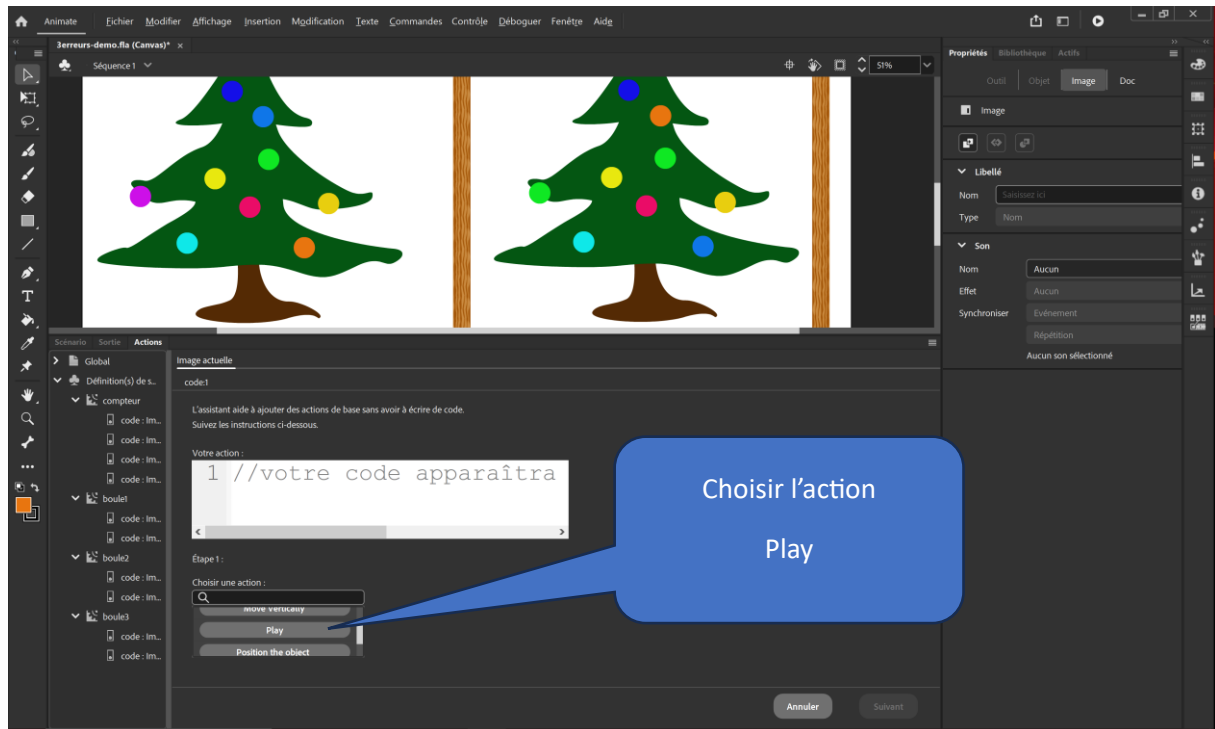 Animate Fichier Modifier Affichage Insertion Modification Texte Commandes Contrôle Déboguer Fenêtre Aide
3erreurs-demo.fla (Canvas)* ×
Séquence 1
51%
Scénario Sortie Actions
Global
Définition(s) de s...
compteur
code : Im...
code : Im...
code : Im...
code : Im...
boule1
code : Im...
code : Im...
boule2
code : Im...
code : Im...
boule3
code : Im...
code : Im...
Image actuelle
code:1
L'assistant aide à ajouter des actions de base sans avoir à écrire de code.
Suivez les instructions ci-dessous.
Votre action :
1 //votre code apparaîtra
Étape 1 :
Choisir une action :
Move vertically
Play
Position the object
Annuler Suivant
Choisir l’action
Play
Propriétés Bibliothèque Actifs
Outil Objet Image Doc
Image
Libellé
Nom Saisissez ici
Type Nom
Son
Nom Aucun
Effet Aucun
Synchroniser Evénement
Répétition
Aucun son sélectionné